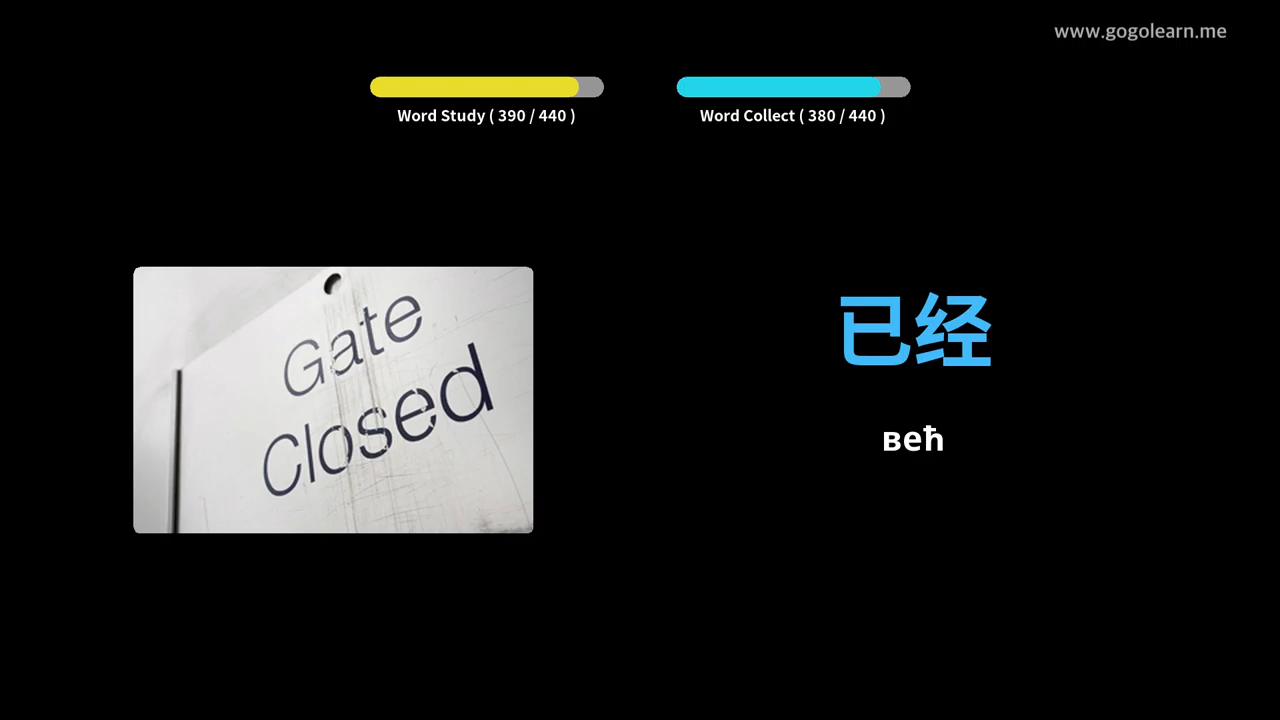 www.gogolearn.me
Word Study ( 390 / 440 )
Word Collect ( 380 / 440 )
Gate
Closed
已经
већ